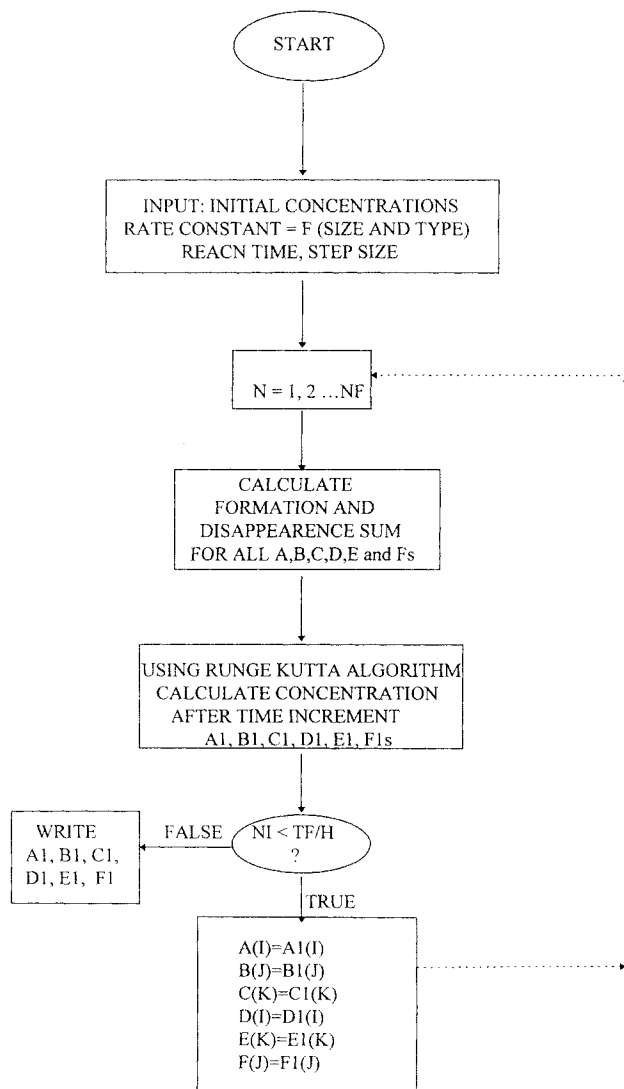 START
INPUT: INITIAL CONCENTRATIONS
RATE CONSTANT = F (SIZE AND TYPE)
REACN TIME, STEP SIZE
N = 1, 2 ...NF
CALCULATE
FORMATION AND
DISAPPEARENCE SUM
FOR ALL A,B,C,D,E and Fs
USING RUNGE KUTTA ALGORITHM
CALCULATE CONCENTRATION
AFTER TIME INCREMENT
A1, B1, C1, D1, E1, F1s
NI < TF/H
?
FALSE
WRITE
A1, B1, C1,
D1, E1, F1
TRUE
A(I)=A1(I)
B(J)=B1(J)
C(K)=C1(K)
D(I)=D1(I)
E(K)=E1(K)
F(J)=F1(J)